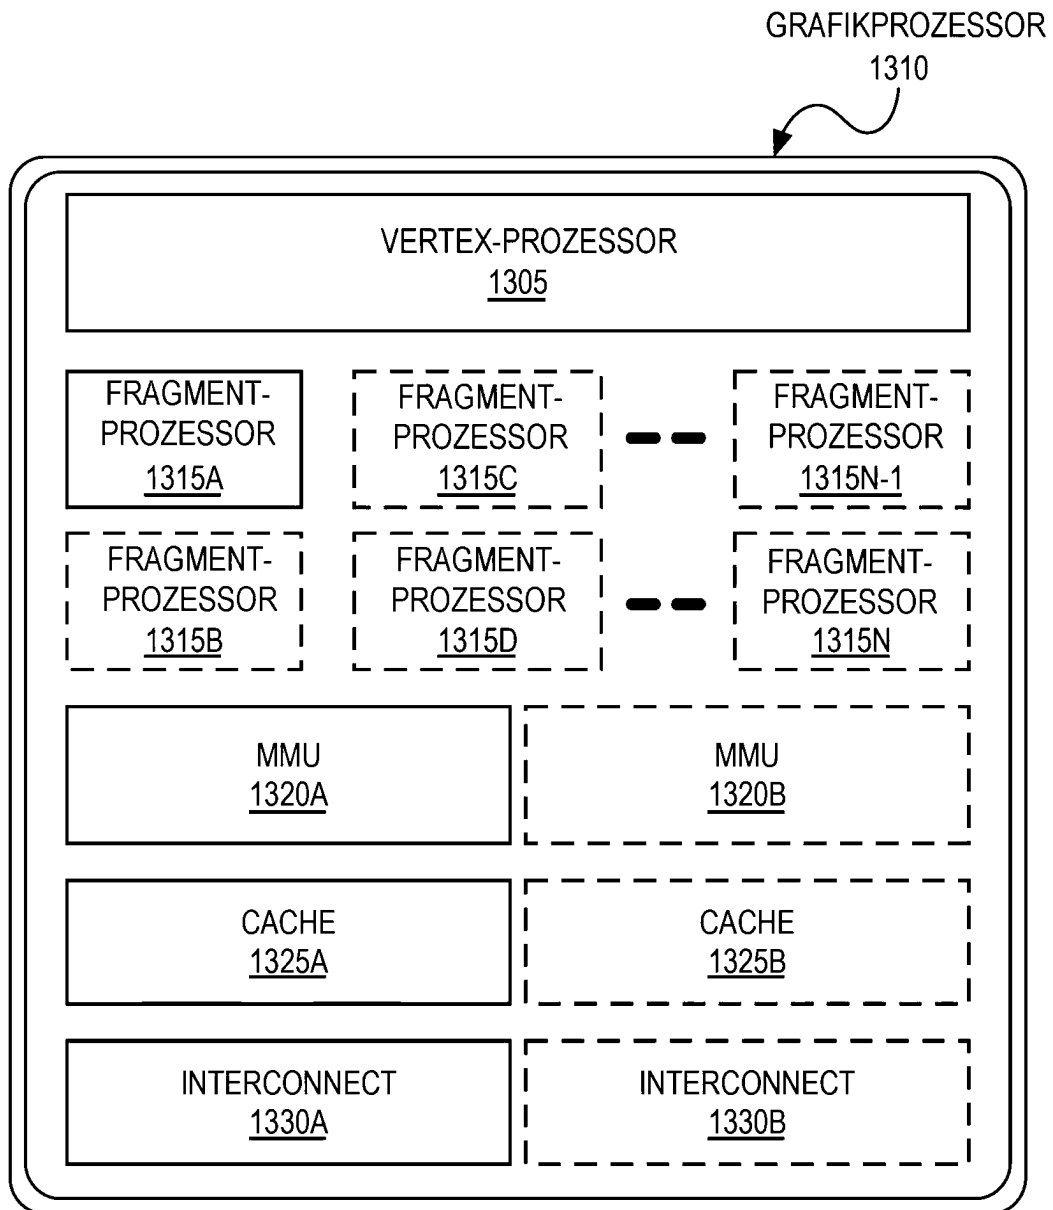 GRAFIKPROZESSOR
1310
VERTEX-PROZESSOR
1305
FRAGMENT-
PROZESSOR
1315A
FRAGMENT-
PROZESSOR
1315C
FRAGMENT-
PROZESSOR
1315N-1
FRAGMENT-
PROZESSOR
1315B
FRAGMENT-
PROZESSOR
1315D
FRAGMENT-
PROZESSOR
1315N
MMU
1320A
MMU
1320B
CACHE
1325A
CACHE
1325B
INTERCONNECT
1330A
INTERCONNECT
1330B